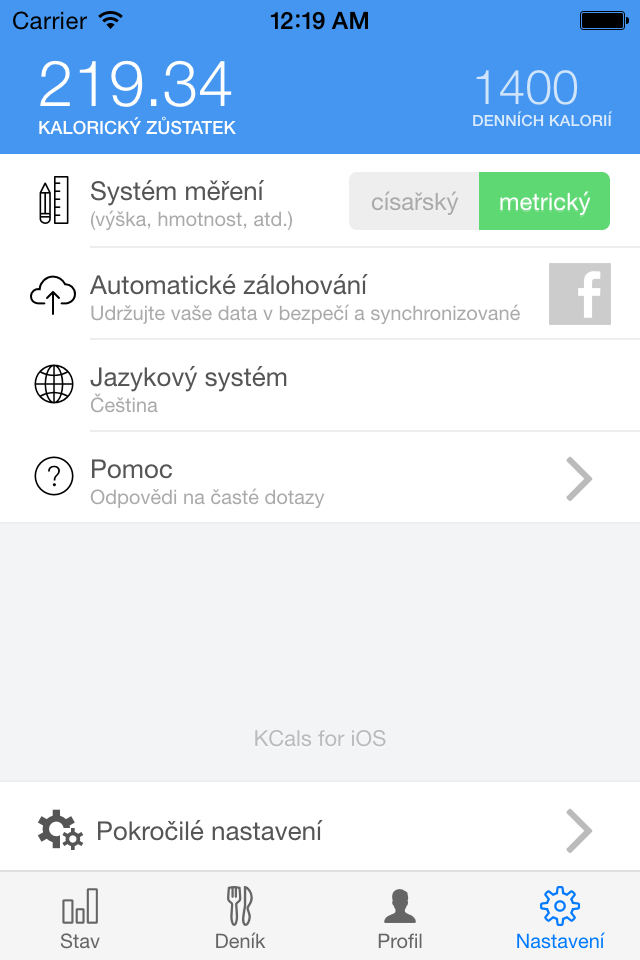 Carrier 12:19 AM
219.34 1400
KALORICKÝ ZŮSTATEK DENNÍCH KALORIÍ
Systém měření
(výška, hmotnost, atd.)
císařský metrický
Automatické zálohování
Udržujte vaše data v bezpečí a synchronizované
f
Jazykový systém
Čeština
?
Pomoc
Odpovědi na časté dotazy
KCals for iOS
Pokročilé nastavení
Stav Deník Profil Nastavení